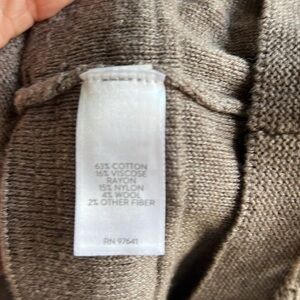 63% COTTON
16% VISCOSE
RAYON
15% NYLON
4% WOOL
2% OTHER FIBER
RN 97641